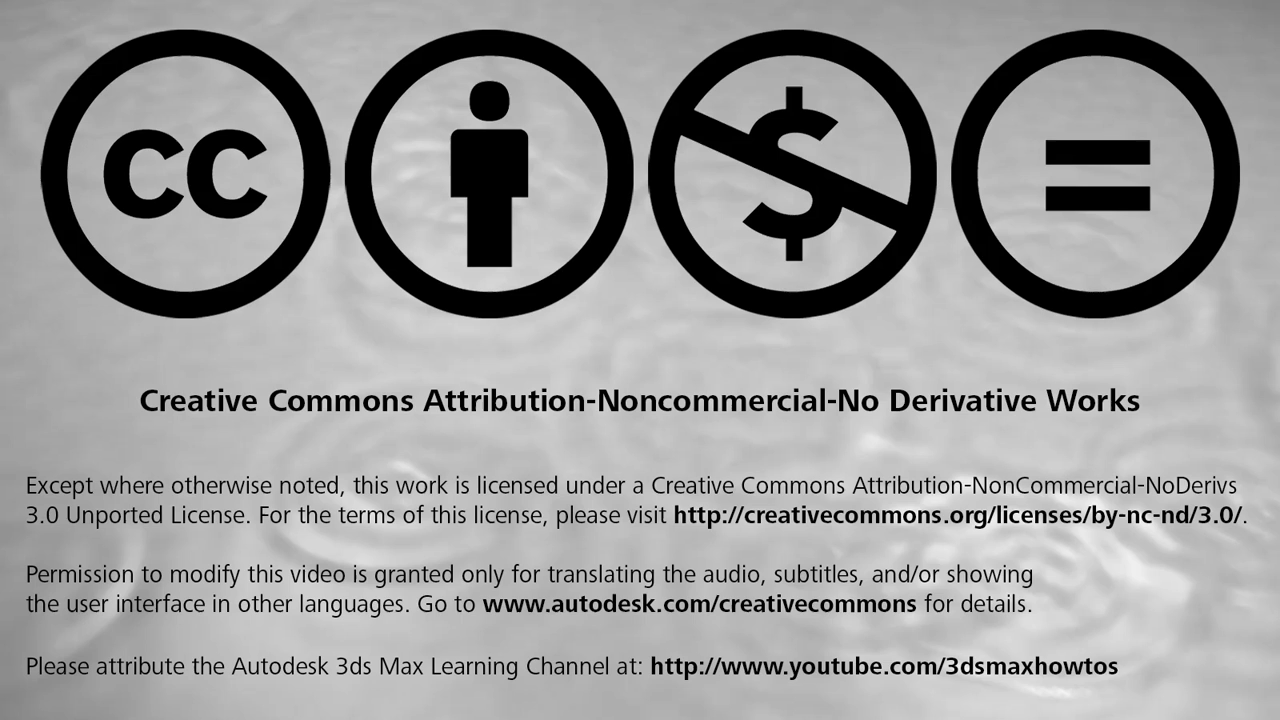 cc $ =
Creative Commons Attribution-Noncommercial-No Derivative Works
Except where otherwise noted, this work is licensed under a Creative Commons Attribution-NonCommercial-NoDerivs
3.0 Unported License. For the terms of this license, please visit http://creativecommons.org/licenses/by-nc-nd/3.0/.
Permission to modify this video is granted only for translating the audio, subtitles, and/or showing
the user interface in other languages. Go to www.autodesk.com/creativecommons for details.
Please attribute the Autodesk 3ds Max Learning Channel at: http://www.youtube.com/3dsmaxhowtos